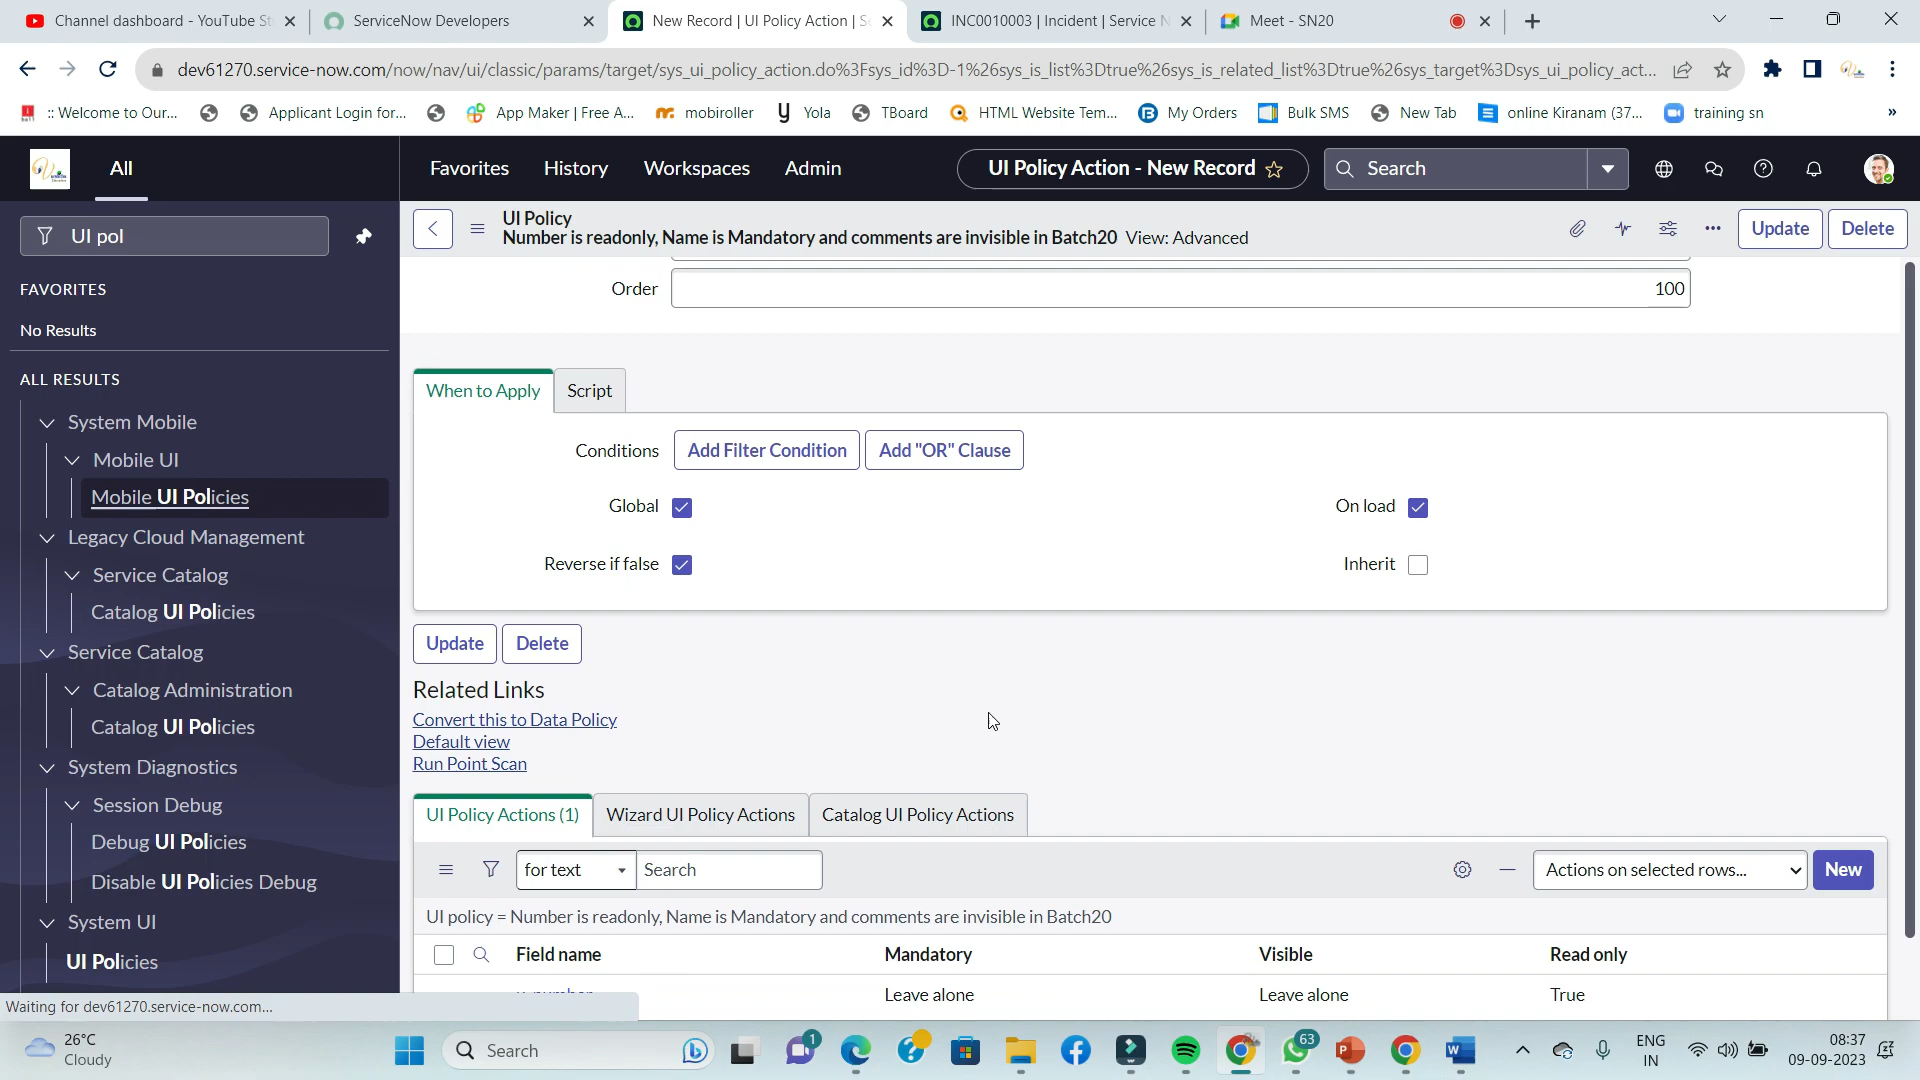 Channel dashboard - YouTube St
ServiceNow Developers
New Record | UI Policy Action | S
INC0010003 | Incident | Service N
Meet - SN20
dev61270.service-now.com/now/nav/ui/classic/params/target/sys_ui_policy_action.do%3Fsys_id%3D-1%26sys_is_list%3Dtrue%26sys_is_related_list%3Dtrue%26sys_target%3Dsys_ui_policy_act...
:: Welcome to Our...
Applicant Login for...
App Maker | Free A...
mobiroller
Yola
TBoard
HTML Website Tem...
My Orders
Bulk SMS
New Tab
online Kiranam (37...
training sn
»
All
Favorites
History
Workspaces
Admin
UI Policy Action - New Record
Search
UI pol
FAVORITES
No Results
ALL RESULTS
System Mobile
Mobile UI
Mobile UI Policies
Legacy Cloud Management
Service Catalog
Catalog UI Policies
Service Catalog
Catalog Administration
Catalog UI Policies
System Diagnostics
Session Debug
Debug UI Policies
Disable UI Policies Debug
System UI
UI Policies
Waiting for dev61270.service-now.com...
UI Policy
Number is readonly, Name is Mandatory and comments are invisible in Batch20 View: Advanced
Update
Delete
Order
100
When to Apply
Script
Conditions
Add Filter Condition
Add "OR" Clause
Global
On load
Reverse if false
Inherit
Update
Delete
Related Links
Convert this to Data Policy
Default view
Run Point Scan
UI Policy Actions (1)
Wizard UI Policy Actions
Catalog UI Policy Actions
for text
Search
Actions on selected rows...
New
UI policy = Number is readonly, Name is Mandatory and comments are invisible in Batch20
Field name
Mandatory
Visible
Read only
Leave alone
Leave alone
True
26°C
Cloudy
Search
1
63
ENG
IN
08:37
09-09-2023